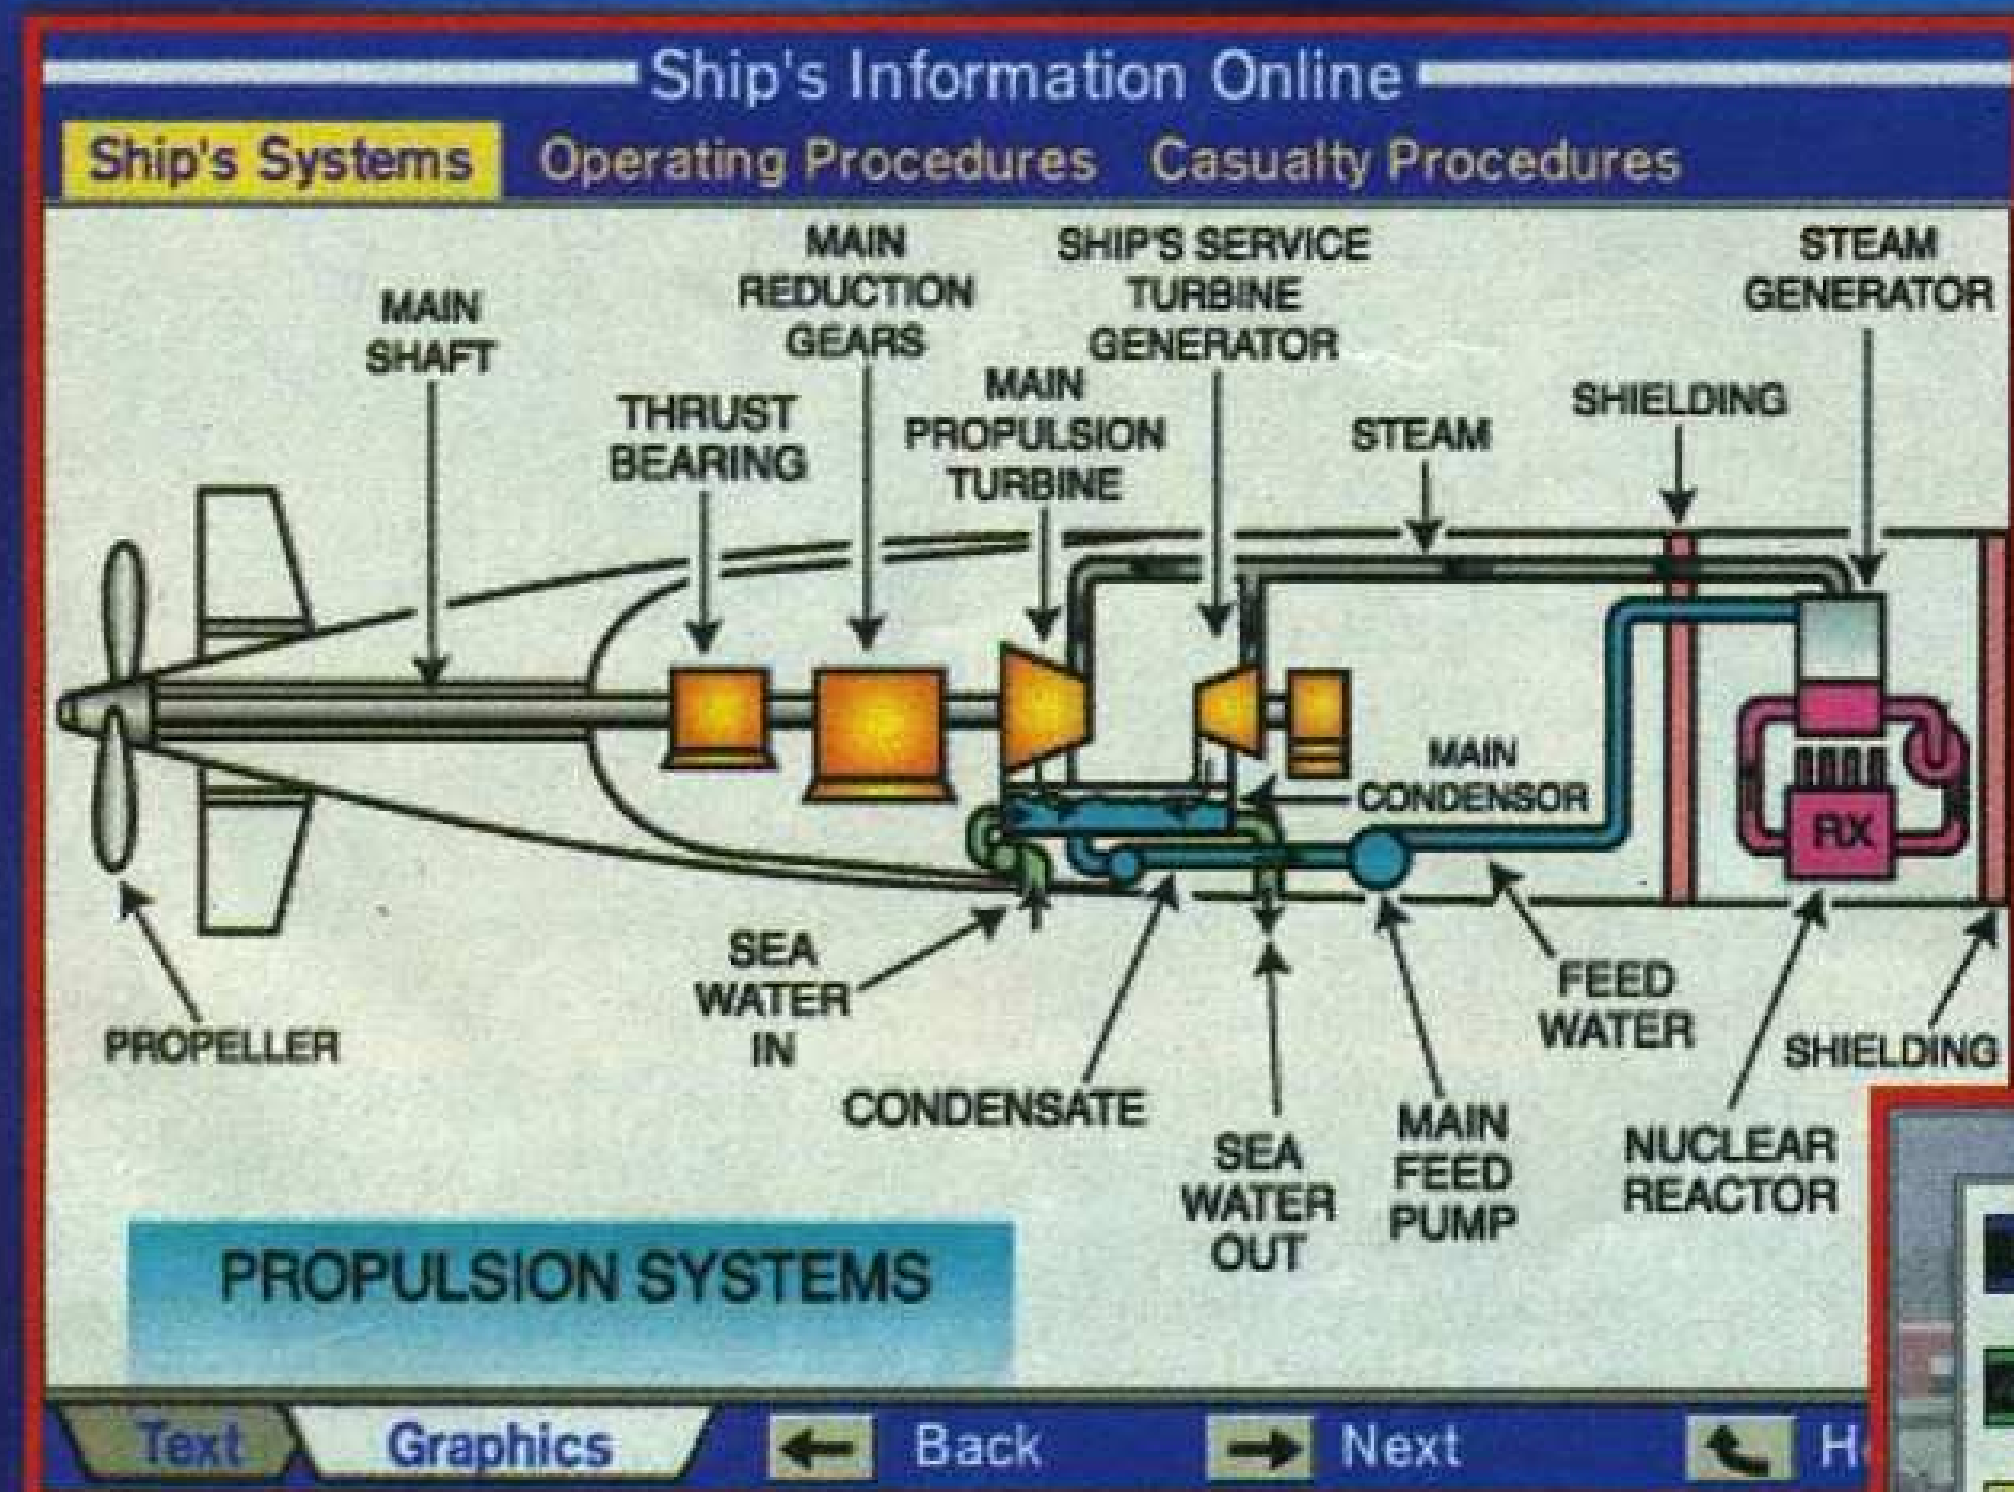 Ship's Information Online
Ship's Systems Operating Procedures Casualty Procedures
MAIN
SHAFT
THRUST
BEARING
MAIN
REDUCTION
GEARS
MAIN
PROPULSION
TURBINE
SHIP'S SERVICE
TURBINE
GENERATOR
STEAM
SHIELDING
STEAM
GENERATOR
MAIN
CONDENSOR
RX
PROPELLER
SEA
WATER
IN
CONDENSATE
SEA
WATER
OUT
MAIN
FEED
PUMP
FEED
WATER
NUCLEAR
REACTOR
SHIELDING
PROPULSION SYSTEMS
Text Graphics Back Next